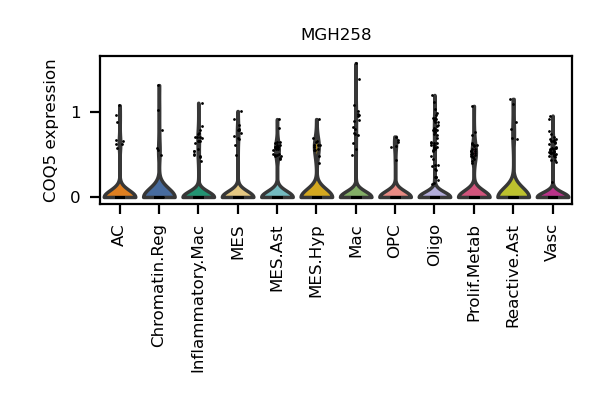 MGH258
COQ5 expression
1
0
AC
Chromatin.Reg
Inflammatory.Mac
MES
MES.Ast
MES.Hyp
Mac
OPC
Oligo
Prolif.Metab
Reactive.Ast
Vasc